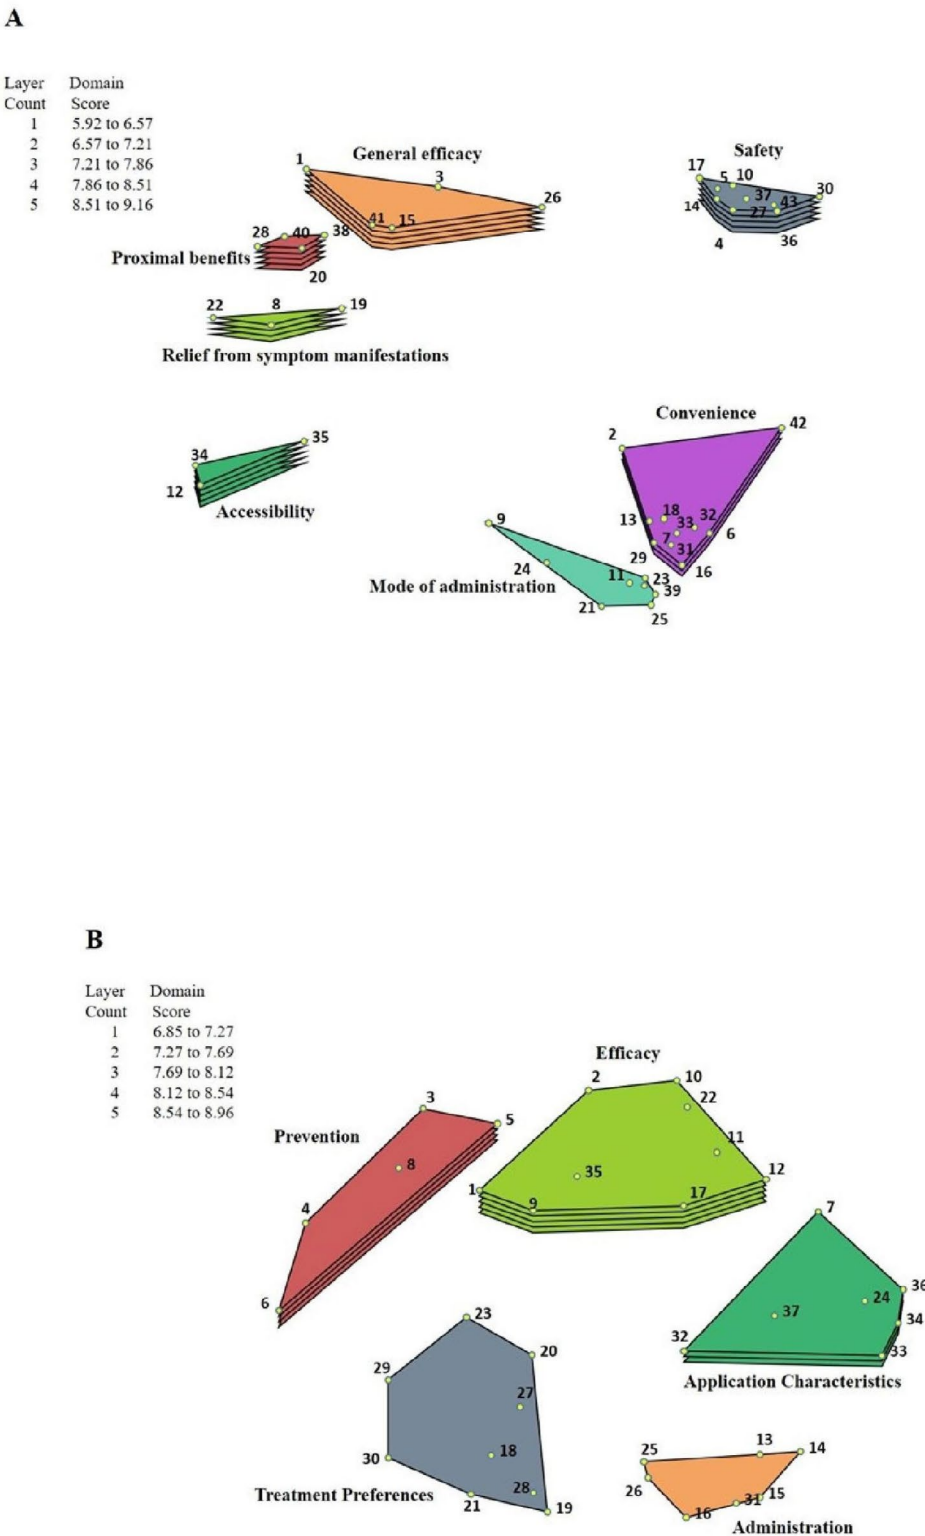 A
Layer Domain
Count Score
1 5.92 to 6.57
2 6.57 to 7.21
3 7.21 to 7.86
4 7.86 to 8.51
5 8.51 to 9.16
General efficacy
1
3
26
41 15
Safety
17
5 10
30
37
43
14
27
4
36
28 40 38
Proximal benefits
20
22 8 19
Relief from symptom manifestations
34
35
12
Accessibility
Convenience
2
42
13
18
33
32
6
7
31
29
16
9
24
11
23
39
Mode of administration
21
25
B
Layer Domain
Count Score
1 6.85 to 7.27
2 7.27 to 7.69
3 7.69 to 8.12
4 8.12 to 8.54
5 8.54 to 8.96
Efficacy
2
10
22
11
12
35
1
9
17
Prevention
3
5
8
4
6
7
36
24
34
37
32
33
Application Characteristics
23
20
29
27
18
30
28
Treatment Preferences
21
19
25
13
14
26
15
31
16
Administration